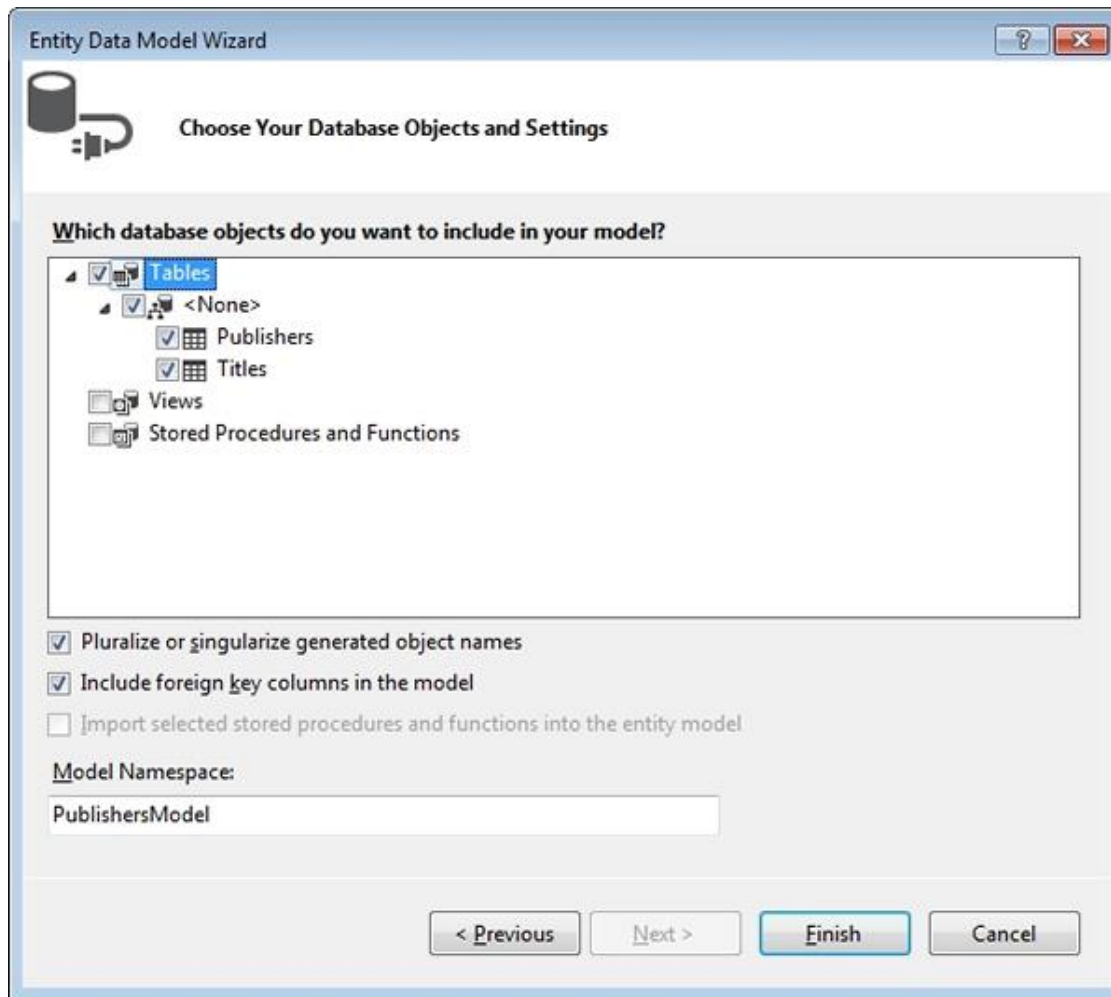 Entity Data Model Wizard
Choose Your Database Objects and Settings
Which database objects do you want to include in your model?
Tables
<None>
Publishers
Titles
Views
Stored Procedures and Functions
Pluralize or singularize generated object names
Include foreign key columns in the model
Import selected stored procedures and functions into the entity model
Model Namespace:
PublishersModel
< Previous Next > Finish Cancel